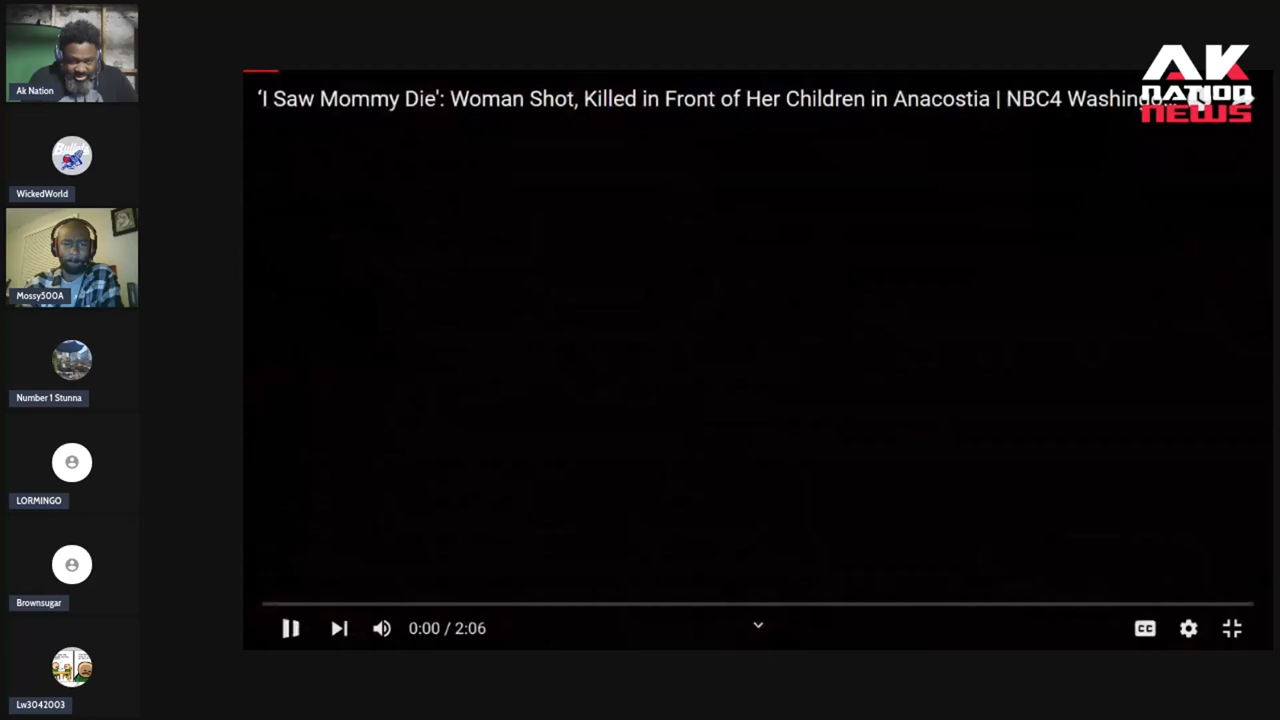 Ak Nation
WickedWorld
Mossy500A
Number 1 Stunna
LORMINGO
Brownsugar
Lw3042003
‘I Saw Mommy Die': Woman Shot, Killed in Front of Her Children in Anacostia | NBC4
AK
NATION
NEWS
0:00 / 2:06
CC